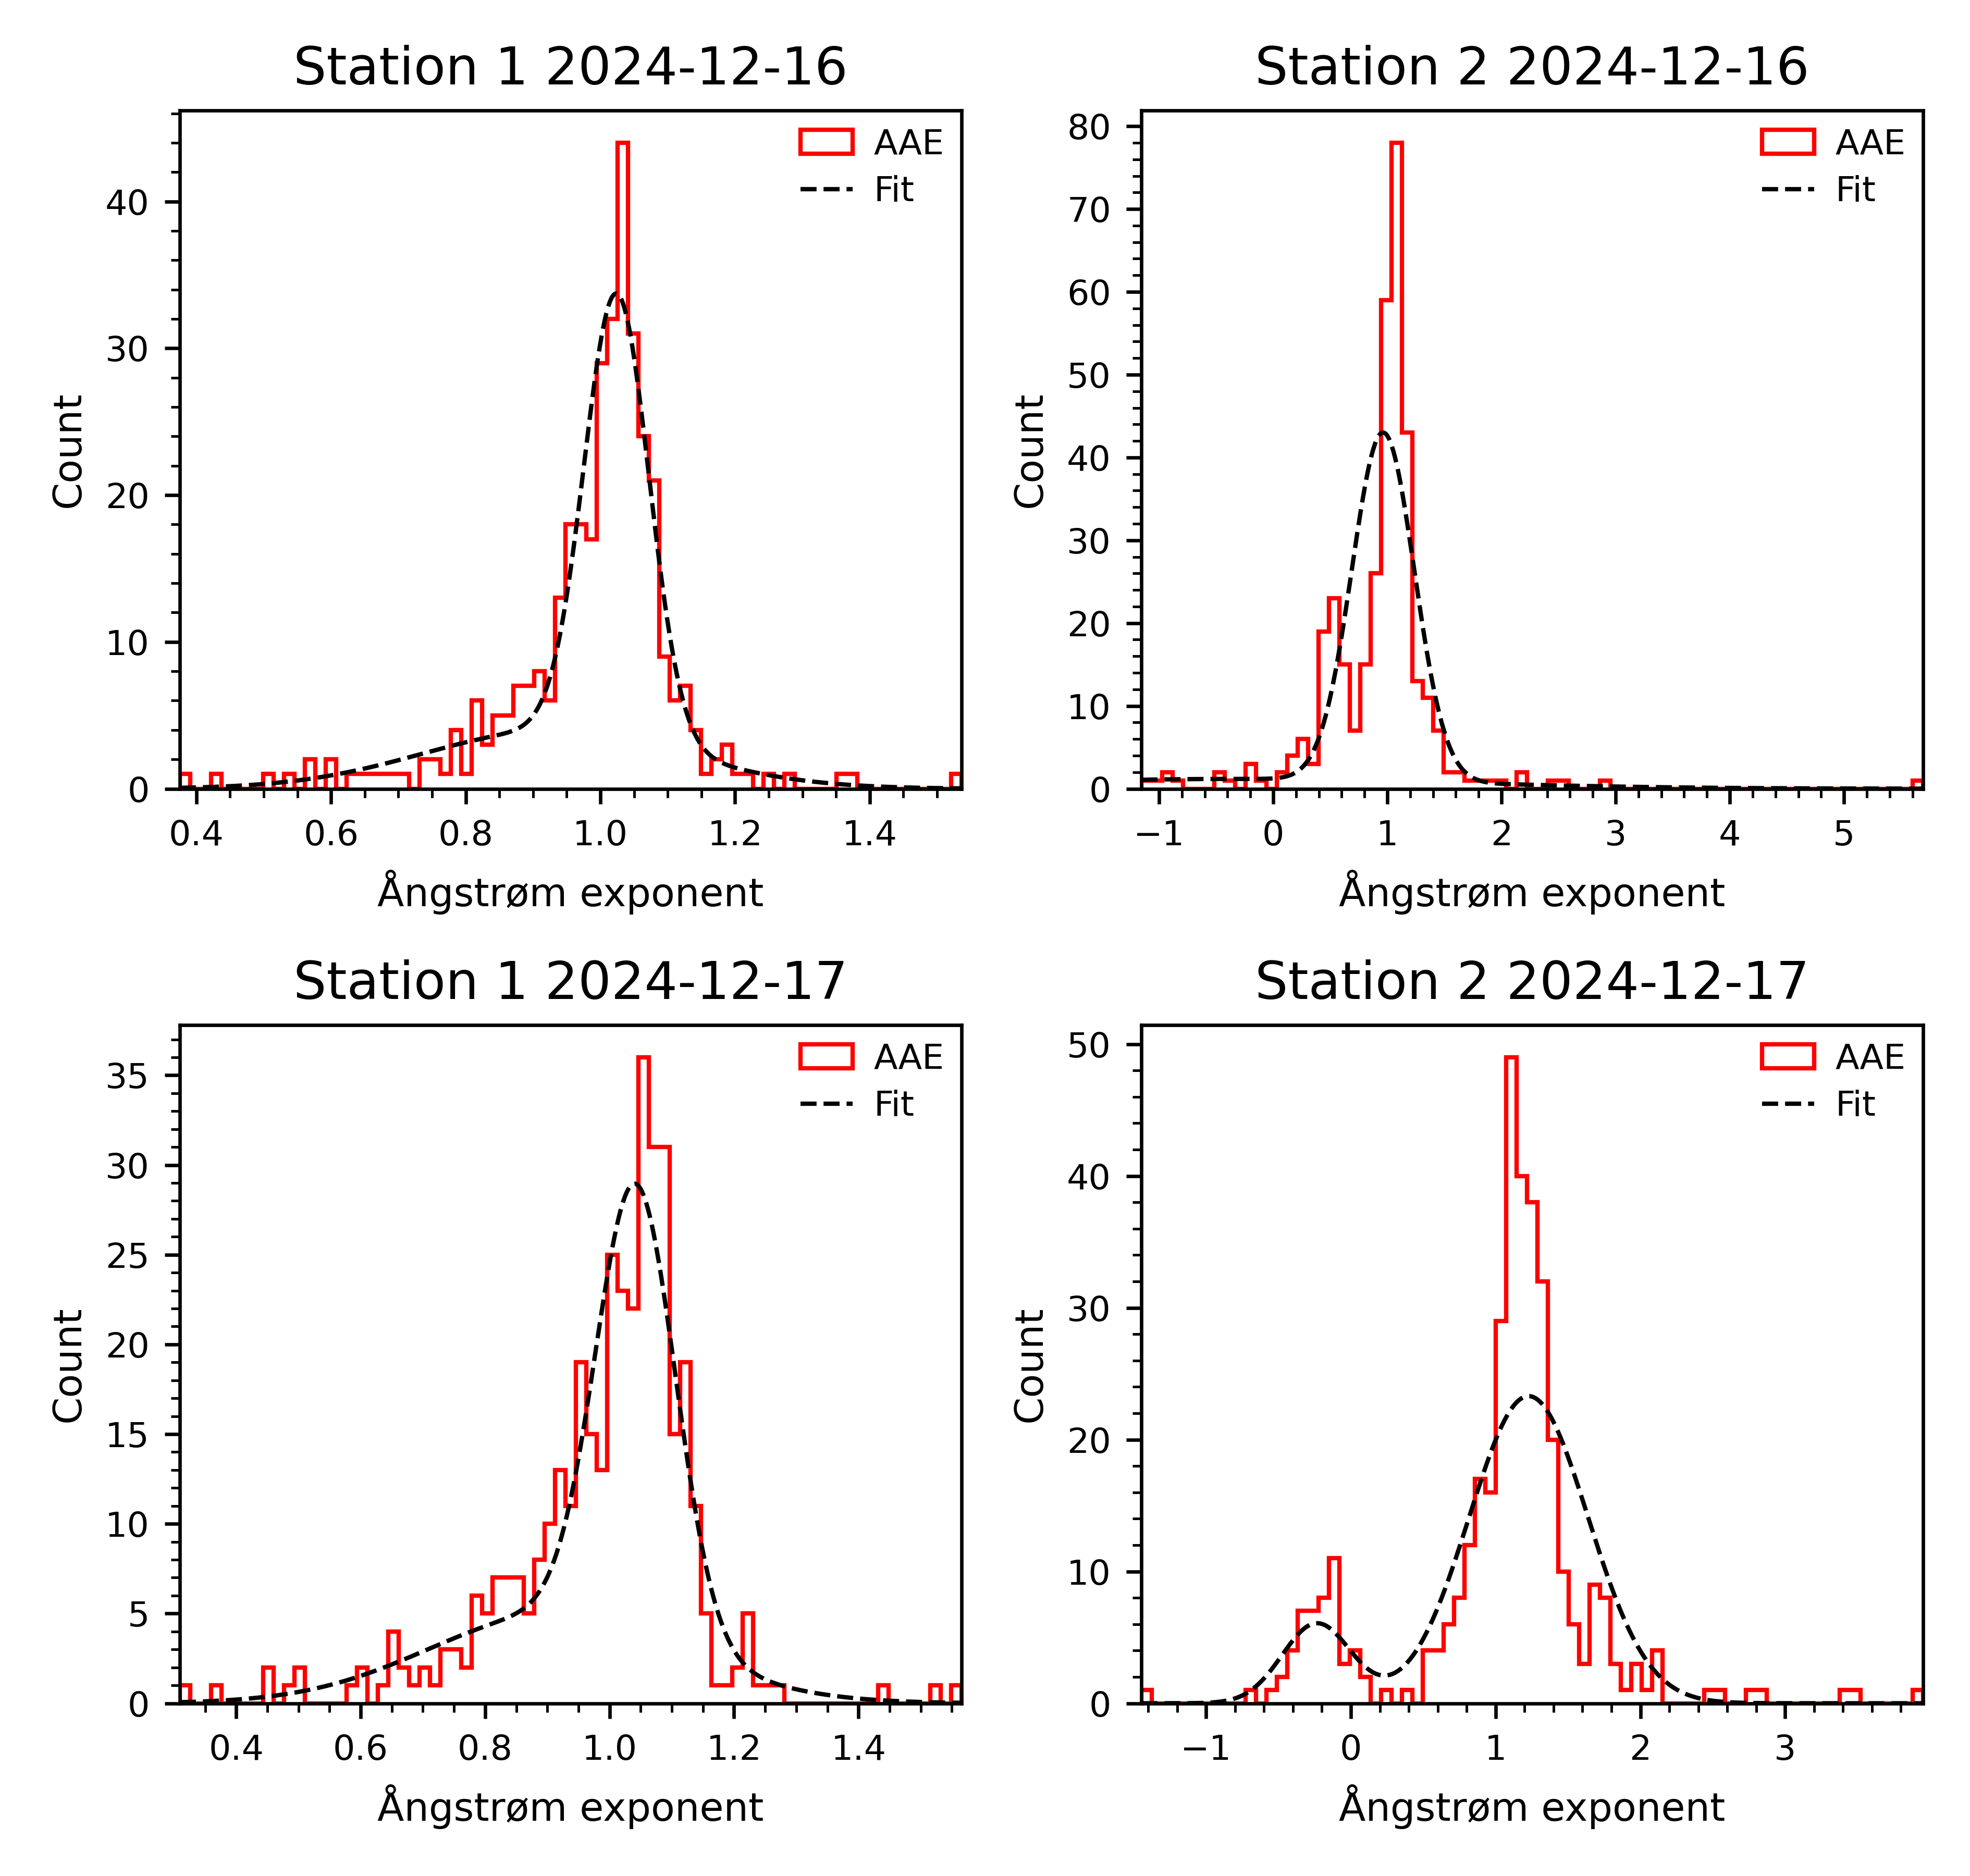 Station 1 2024-12-16
AAE
Fit
Count
40
30
20
10
0
0.4 0.6 0.8 1.0 1.2 1.4
Ångstrøm exponent
Station 2 2024-12-16
AAE
Fit
Count
80
70
60
50
40
30
20
10
0
−1 0 1 2 3 4 5
Ångstrøm exponent
Station 1 2024-12-17
AAE
Fit
Count
35
30
25
20
15
10
5
0
0.4 0.6 0.8 1.0 1.2 1.4
Ångstrøm exponent
Station 2 2024-12-17
AAE
Fit
Count
50
40
30
20
10
0
−1 0 1 2 3
Ångstrøm exponent